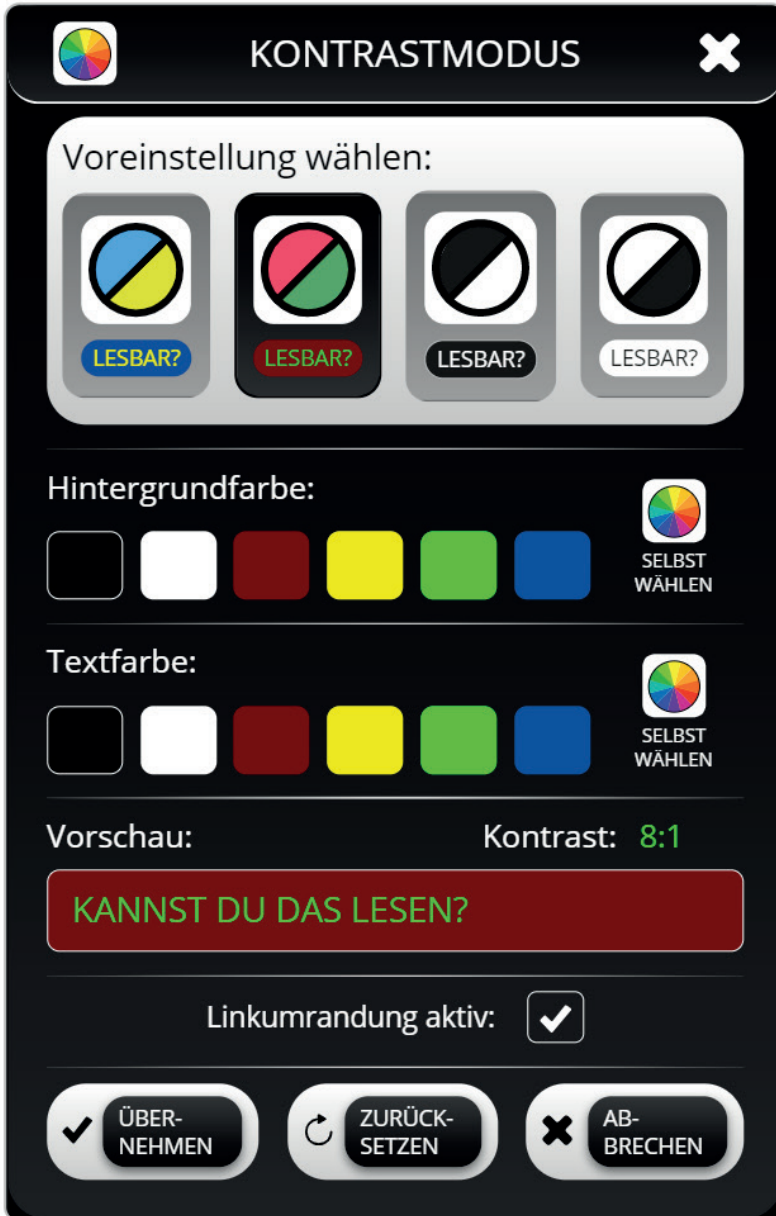 KONTRASTMODUS
Voreinstellung wählen:
LESBAR? LESBAR? LESBAR? LESBAR?
Hintergrundfarbe:
SELBST
WÄHLEN
Textfarbe:
SELBST
WÄHLEN
Vorschau: Kontrast: 8:1
KANNST DU DAS LESEN?
Linkumrandung aktiv:
ÜBER-
NEHMEN
ZURÜCK-
SETZEN
AB-
BRECHEN